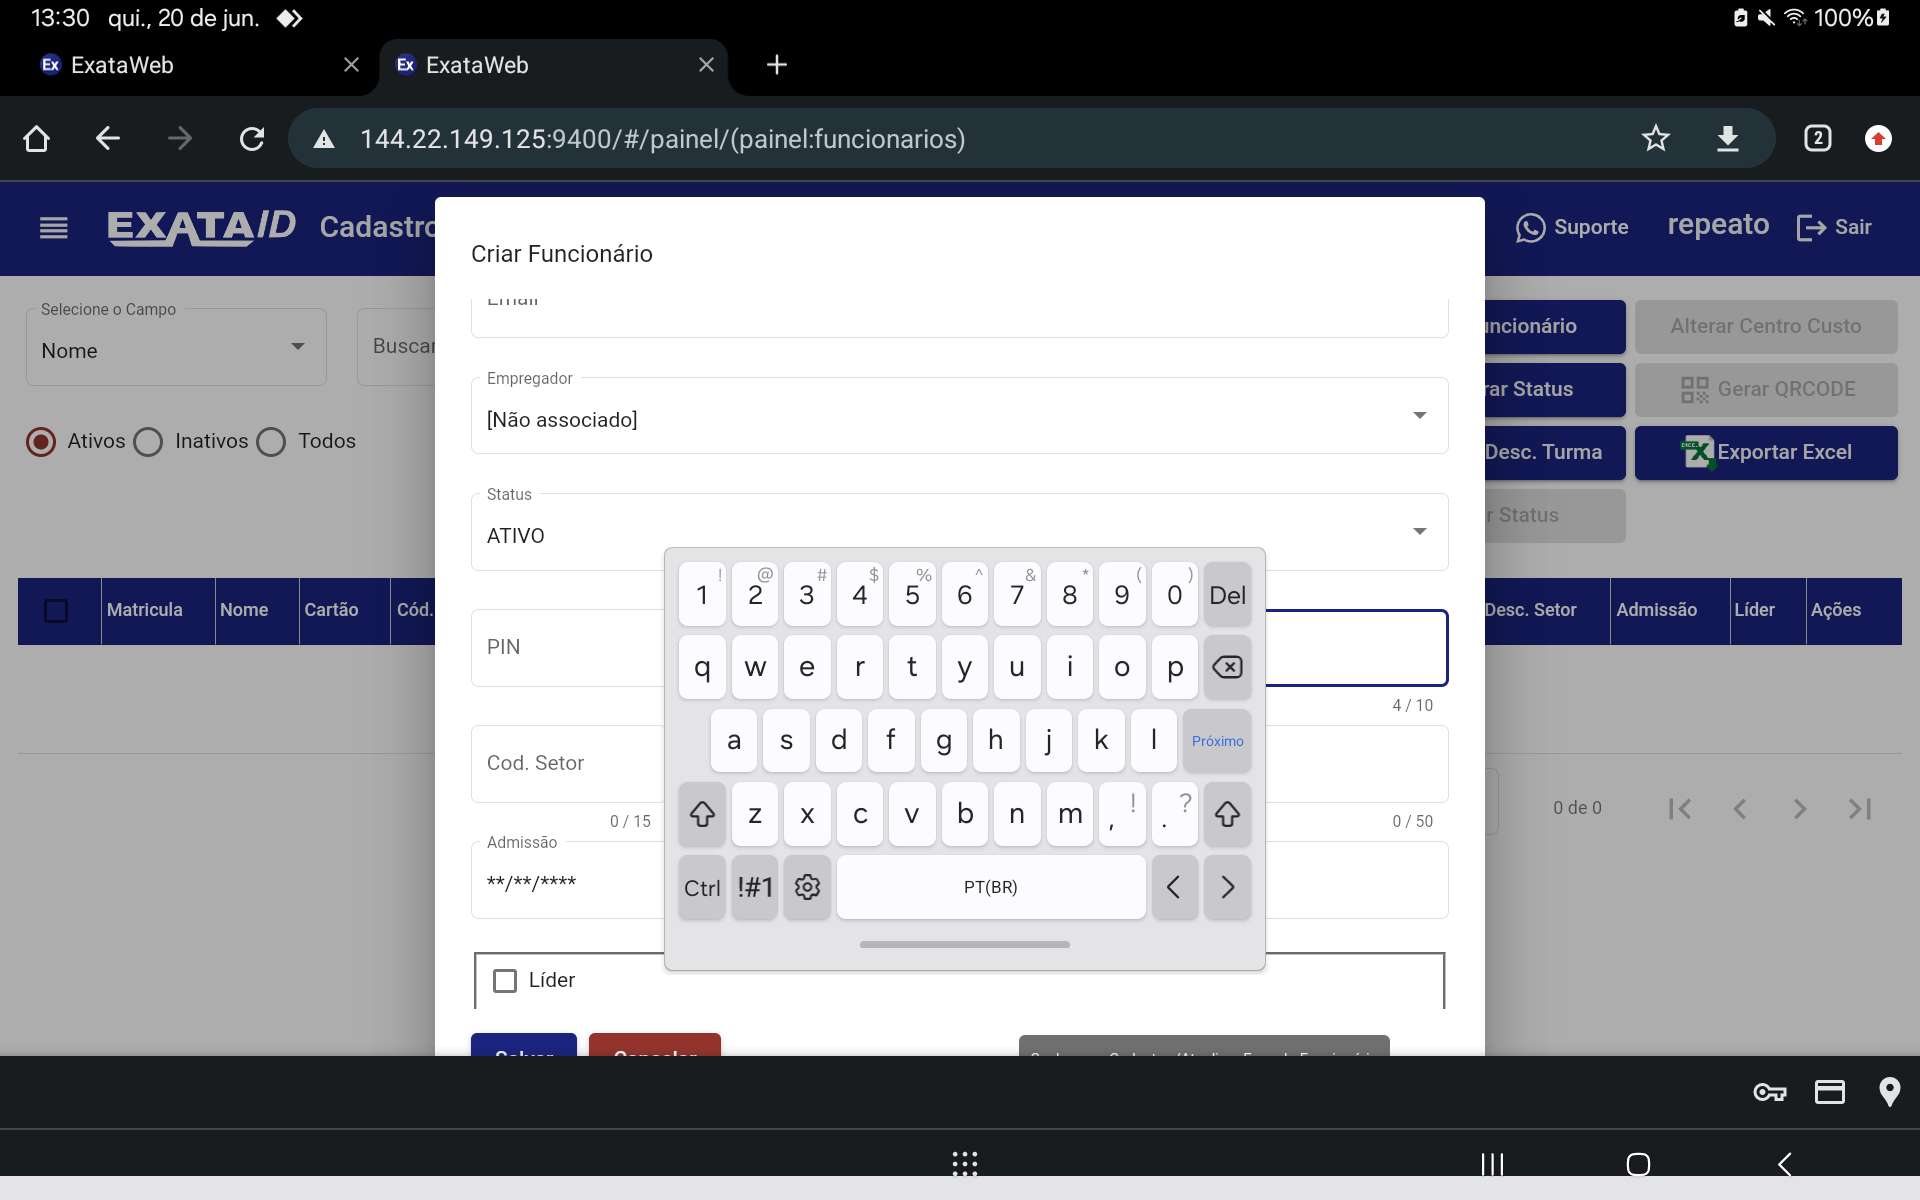 13:30 qui., 20 de jun. 100%
Ex ExataWeb Ex ExataWeb
144.22.149.125:9400/#/painel/(painel:funcionarios) 2
EXATA/D Cadastro Suporte repeato Sair
Criar Funcionário
Selecione o Campo
Nome
Buscar
Ativos Inativos Todos
Email
Empregador
[Não associado]
Status
ATIVO
PIN
4 / 10
Cod. Setor
0 / 15
0 / 50
Admissão
**/**/****
Líder
Salvar Cancelar
Alterar Centro Custo
Gerar QRCODE
Desc. Turma
Exportar Excel
Status
Matricula Nome Cartão Cód. Desc. Setor Admissão Líder Ações
0 de 0
! @ # $ % ^ & * ( )
1 2 3 4 5 6 7 8 9 0 Del
q w e r t y u i o p
a s d f g h j k l Próximo
z x c v b n m , ! . ?
Ctrl !#1 PT(BR) < >